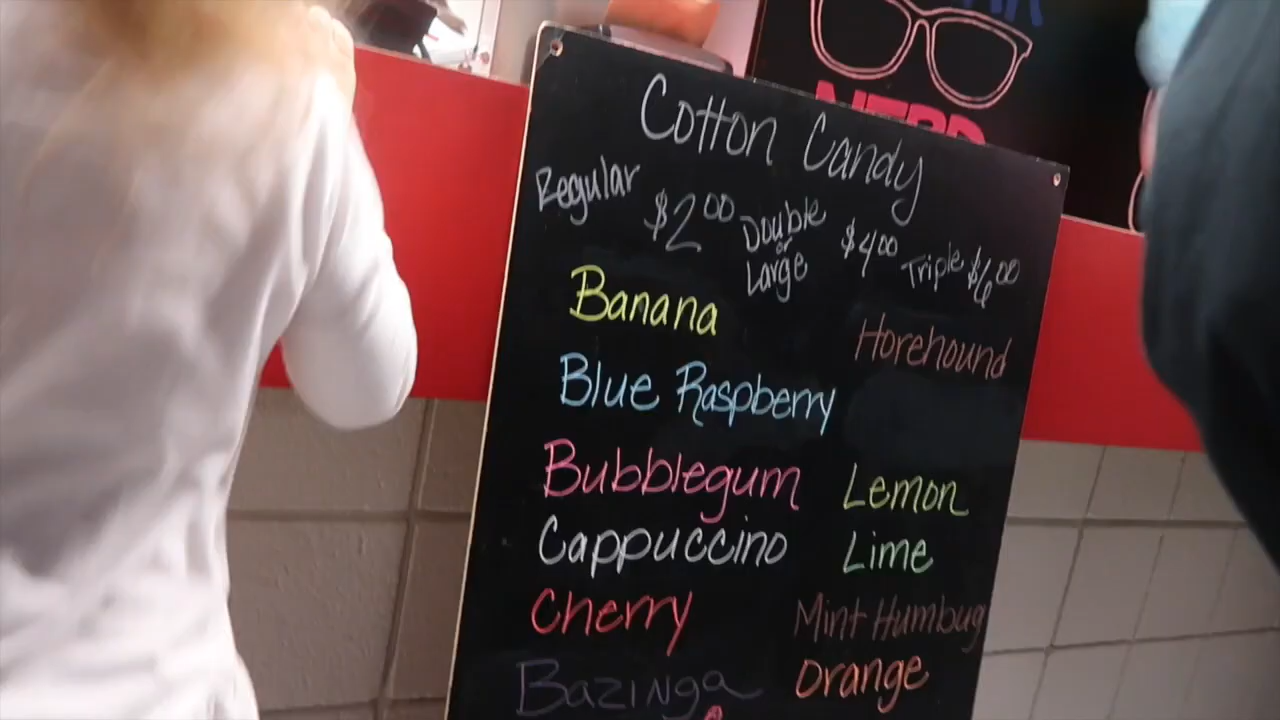 NERD
Cotton Candy
Regular $2.00 Double or Large $4.00 Triple $6.00
Banana
Horehound
Blue Raspberry
Bubblegum
Lemon
Cappuccino
Lime
Cherry
Mint Humbug
Bazinga
Orange